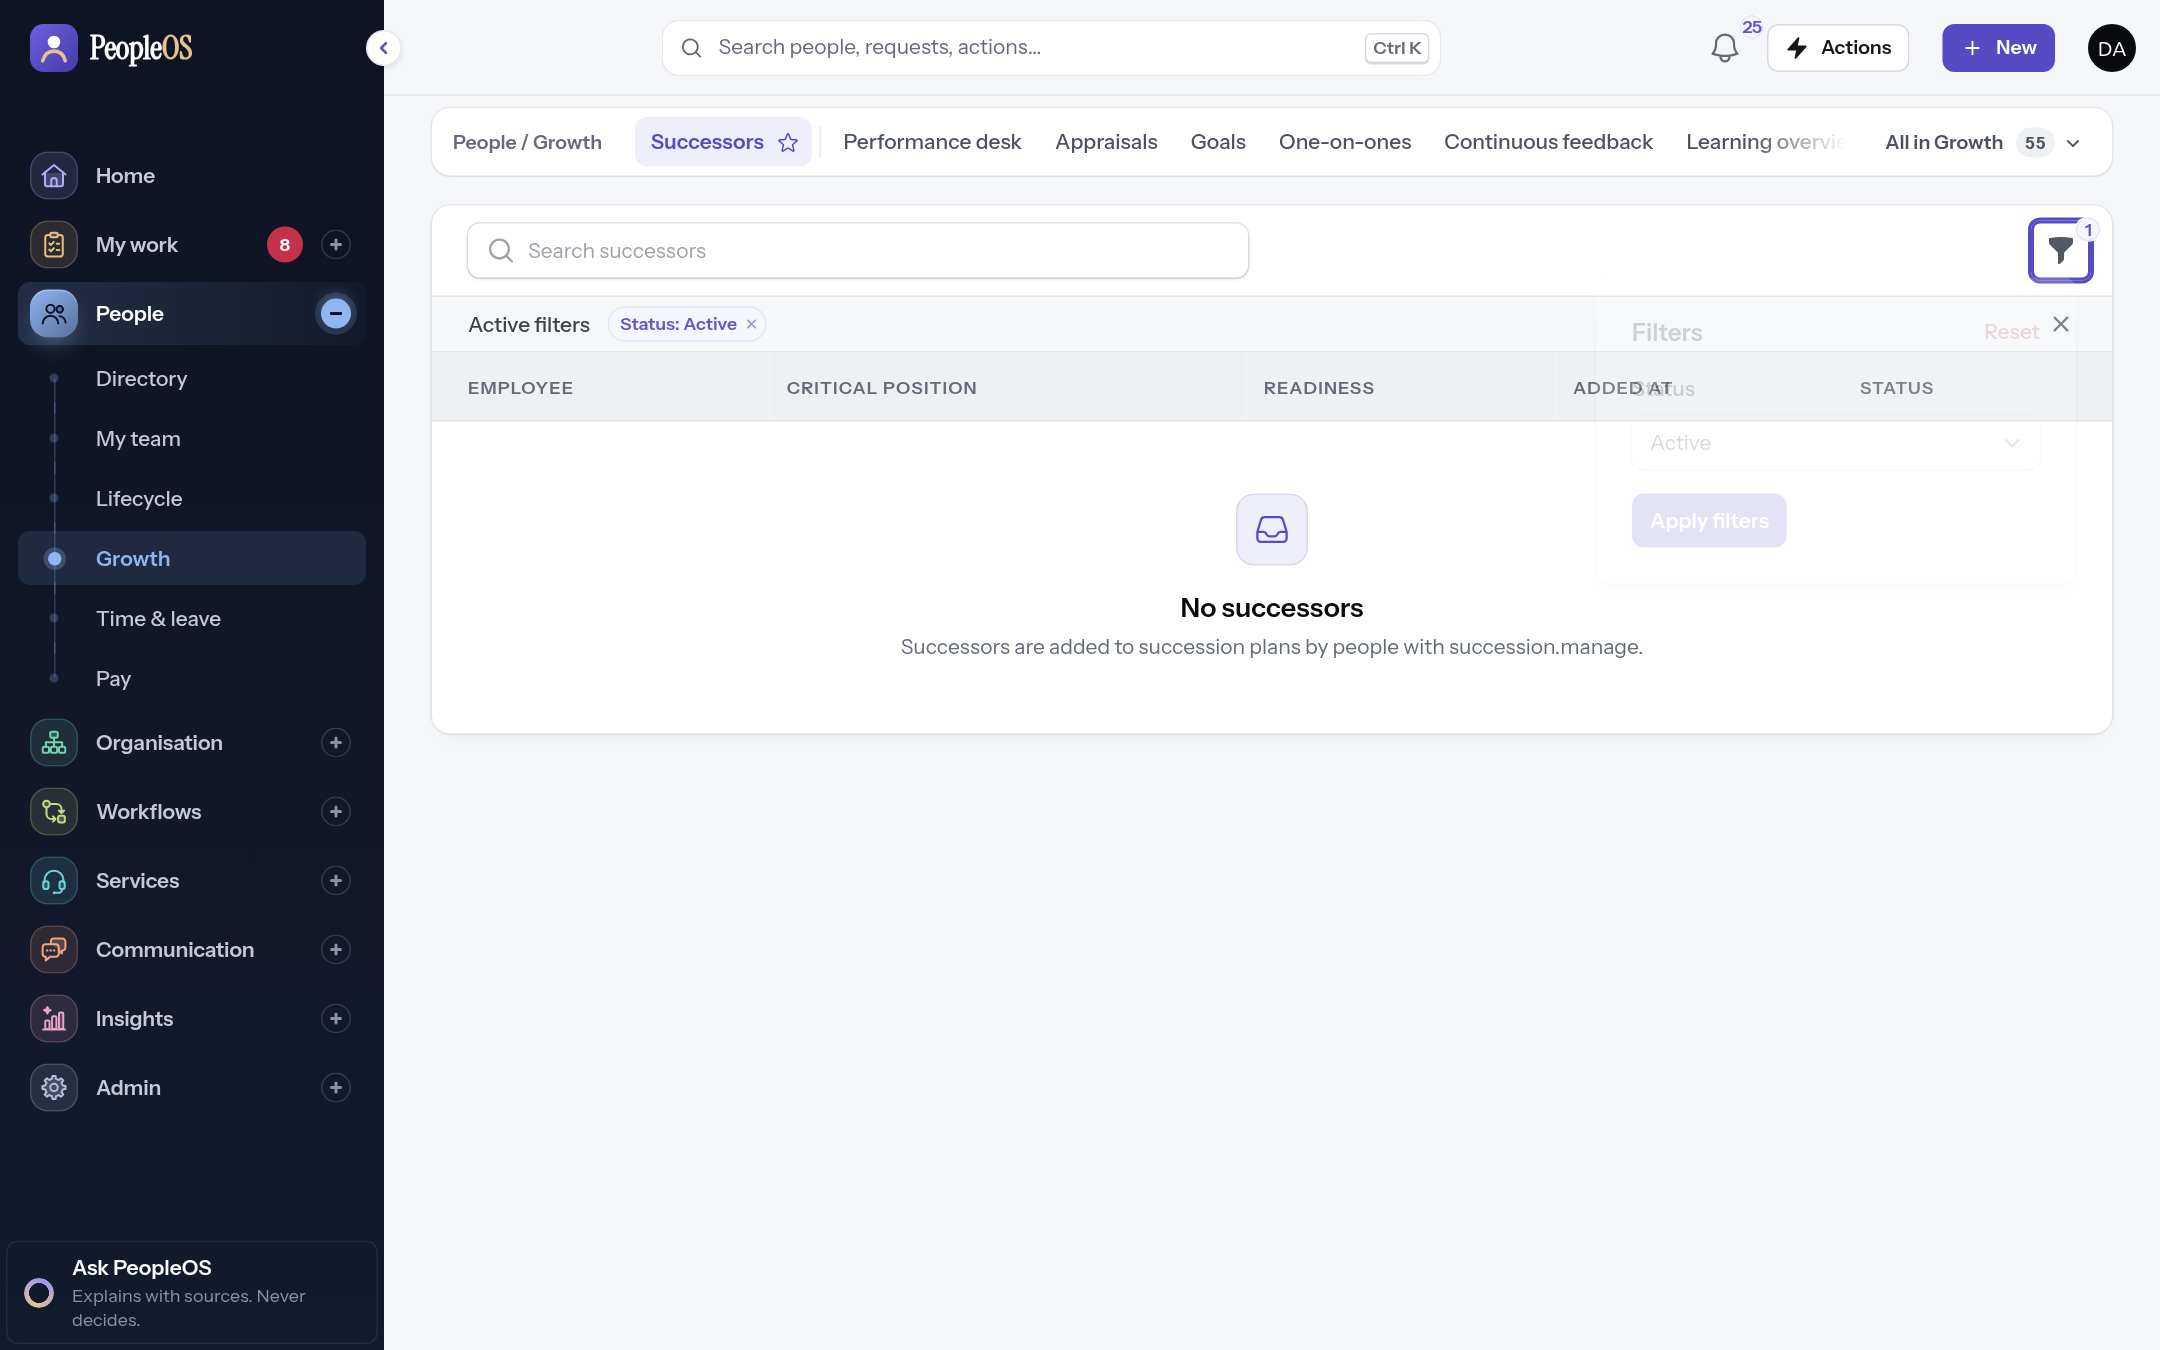 PeopleOS
Search people, requests, actions...
Ctrl K
25
Actions
New
DA
Home
My work
8
People
Directory
My team
Lifecycle
Growth
Time & leave
Pay
Organisation
Workflows
Services
Communication
Insights
Admin
Ask PeopleOS
Explains with sources. Never
decides.
People / Growth
Successors
Performance desk
Appraisals
Goals
One-on-ones
Continuous feedback
Learning overvie
All in Growth
55
Search successors
1
Active filters
Status: Active
EMPLOYEE
CRITICAL POSITION
READINESS
ADDED AT
STATUS
Filters
Reset
Status
Active
Apply filters
No successors
Successors are added to succession plans by people with succession.manage.